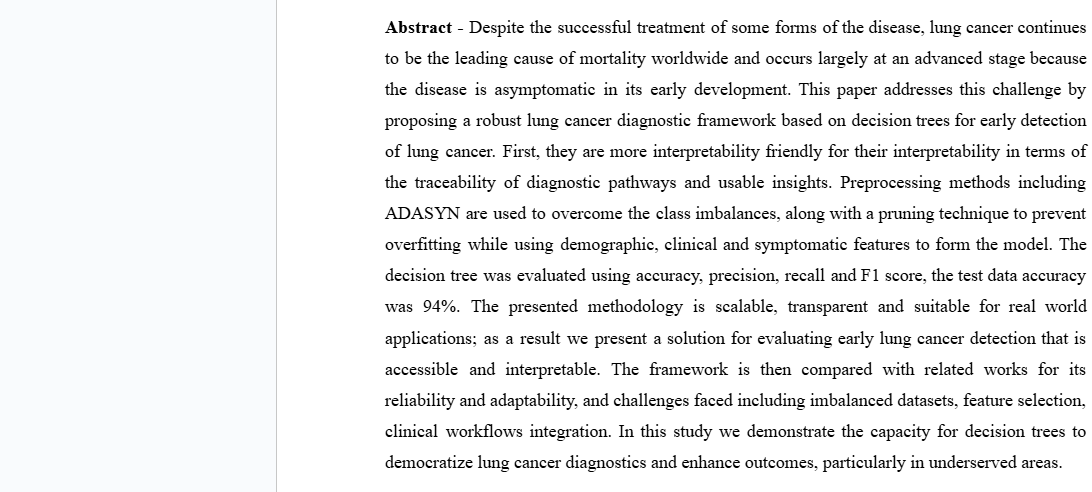 Abstract - Despite the successful treatment of some forms of the disease, lung cancer continues
to be the leading cause of mortality worldwide and occurs largely at an advanced stage because
the disease is asymptomatic in its early development. This paper addresses this challenge by
proposing a robust lung cancer diagnostic framework based on decision trees for early detection
of lung cancer. First, they are more interpretability friendly for their interpretability in terms of
the traceability of diagnostic pathways and usable insights. Preprocessing methods including
ADASYN are used to overcome the class imbalances, along with a pruning technique to prevent
overfitting while using demographic, clinical and symptomatic features to form the model. The
decision tree was evaluated using accuracy, precision, recall and F1 score, the test data accuracy
was 94%. The presented methodology is scalable, transparent and suitable for real world
applications; as a result we present a solution for evaluating early lung cancer detection that is
accessible and interpretable. The framework is then compared with related works for its
reliability and adaptability, and challenges faced including imbalanced datasets, feature selection,
clinical workflows integration. In this study we demonstrate the capacity for decision trees to
democratize lung cancer diagnostics and enhance outcomes, particularly in underserved areas.